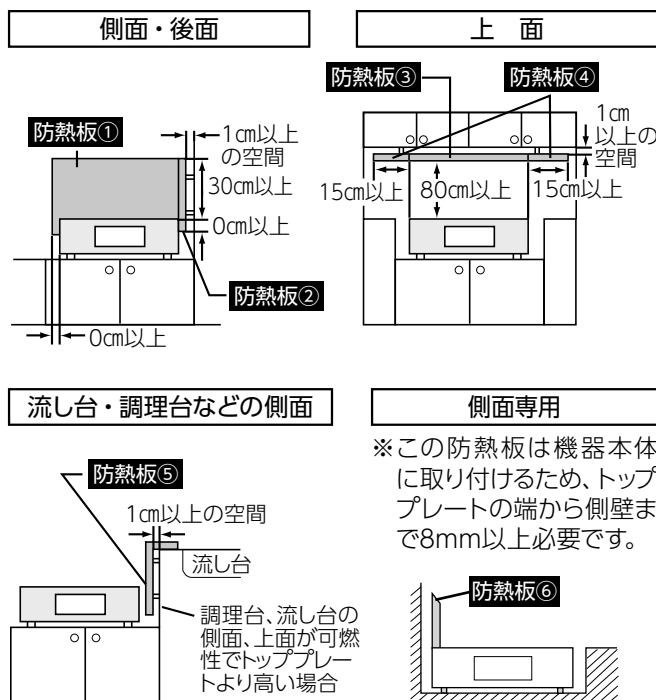 側面・後面
防熱板①
1cm以上
の空間
30cm以上
0cm以上
防熱板②
0cm以上
上　面
防熱板③
防熱板④
1cm
以上の
空間
15cm以上
80cm以上
15cm以上
流し台・調理台などの側面
防熱板⑤
1cm以上の空間
流し台
調理台、流し台の
側面、上面が可燃
性でトッププレー
トより高い場合
側面専用
※この防熱板は機器本体
に取り付けるため、トップ
プレートの端から側壁ま
で8mm以上必要です。
防熱板⑥